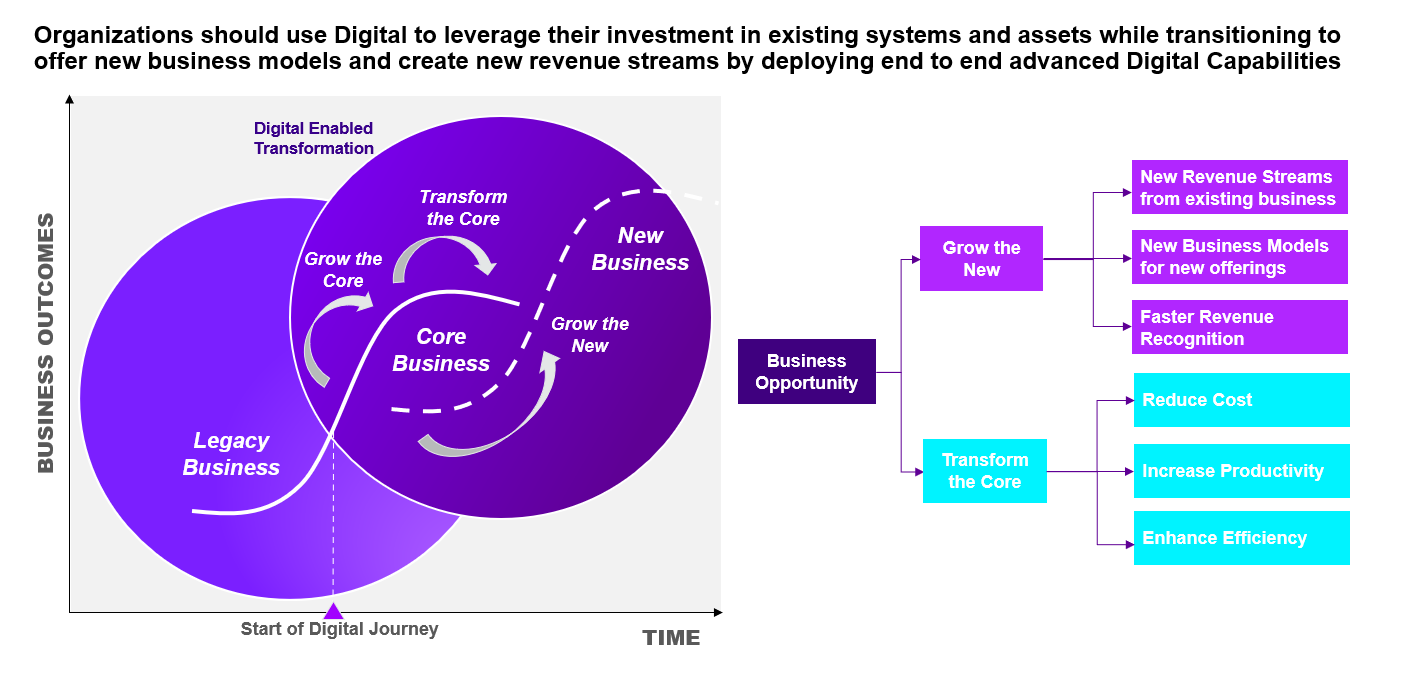 Organizations should use Digital to leverage their investment in existing systems and assets while transitioning to
offer new business models and create new revenue streams by deploying end to end advanced Digital Capabilities
BUSINESS OUTCOMES
Digital Enabled
Transformation
Transform
the Core
Grow the
Core
New
Business
Grow the
New
Core
Business
Legacy
Business
Start of Digital Journey
TIME
Business
Opportunity
Grow the
New
New Revenue Streams
from existing business
New Business Models
for new offerings
Faster Revenue
Recognition
Transform
the Core
Reduce Cost
Increase Productivity
Enhance Efficiency